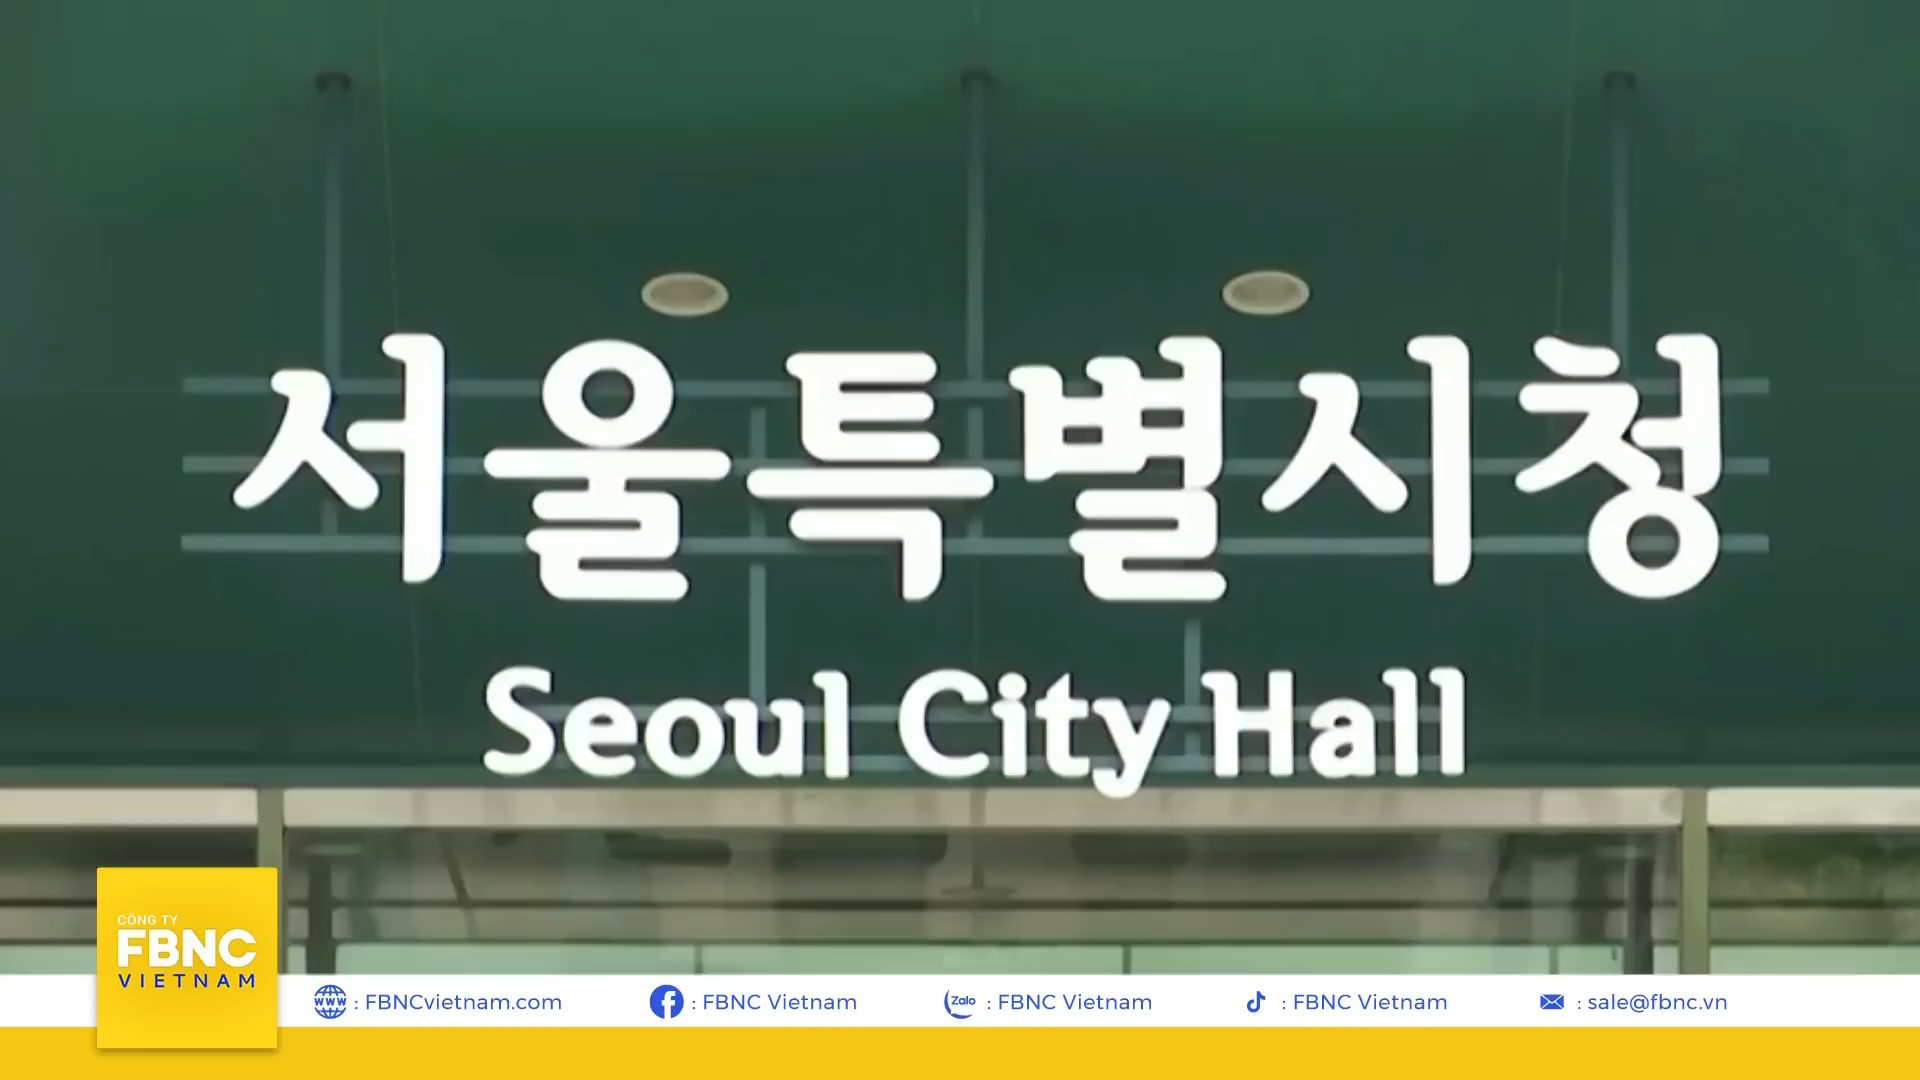 서울특별시청
Seoul City Hall
CÔNG TY
FBNC
VIETNAM
www : FBNCvietnam.com
: FBNC Vietnam
Zalo : FBNC Vietnam
: FBNC Vietnam
: sale@fbnc.vn